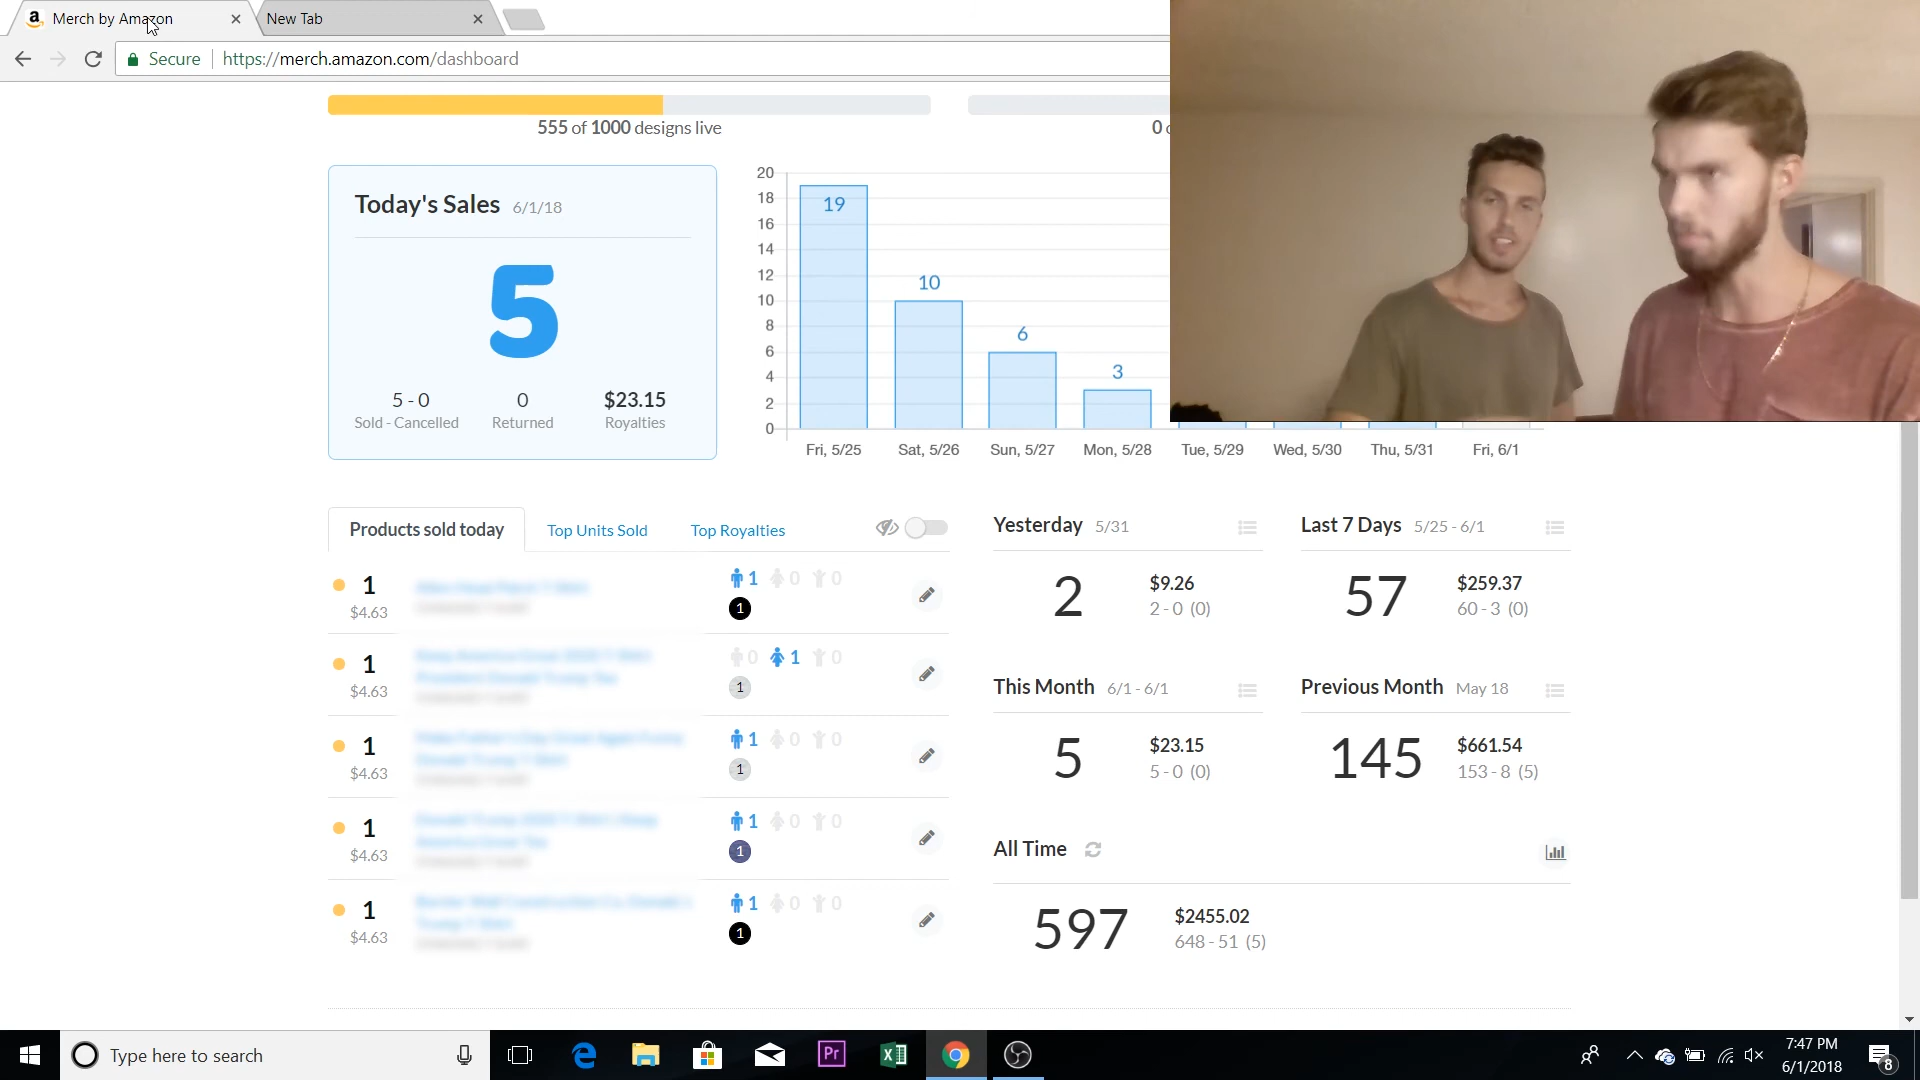 Merch by Amazon
New Tab
Secure
https://merch.amazon.com/dashboard
555 of 1000 designs live
0
Today's Sales 6/1/18
5
5 - 0
Sold - Cancelled
0
Returned
$23.15
Royalties
20
18
16
14
12
10
8
6
4
2
0
19
10
6
3
Fri, 5/25
Sat, 5/26
Sun, 5/27
Mon, 5/28
Tue, 5/29
Wed, 5/30
Thu, 5/31
Fri, 6/1
Products sold today
Top Units Sold
Top Royalties
1
$4.63
1 0 0
1
1
$4.63
0 1 0
1
1
$4.63
1 0 0
1
1
$4.63
1 0 0
1
1
$4.63
1 0 0
1
Yesterday 5/31
2
$9.26
2 - 0 (0)
Last 7 Days 5/25 - 6/1
57
$259.37
60 - 3 (0)
This Month 6/1 - 6/1
5
$23.15
5 - 0 (0)
Previous Month May 18
145
$661.54
153 - 8 (5)
All Time
597
$2455.02
648 - 51 (5)
Type here to search
Pr
7:47 PM
6/1/2018
8